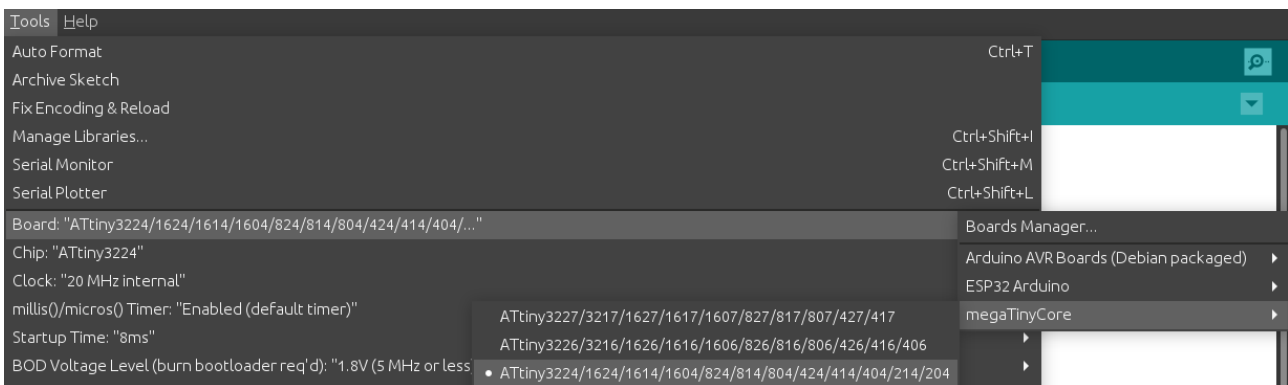 Tools Help
Auto Format Ctrl+T
Archive Sketch
Fix Encoding & Reload
Manage Libraries... Ctrl+Shift+I
Serial Monitor Ctrl+Shift+M
Serial Plotter Ctrl+Shift+L
Board: "ATtiny3224/1624/1614/1604/824/814/804/424/414/404/..."
Boards Manager...
Chip: "ATtiny3224"
Arduino AVR Boards (Debian packaged)
Clock: "20 MHz internal"
ESP32 Arduino
millis()/micros() Timer: "Enabled (default timer)"
megaTinyCore
ATtiny3227/3217/1627/1617/1607/827/817/807/427/417
Startup Time: "8ms"
ATtiny3226/3216/1626/1616/1606/826/816/806/426/416/406
BOD Voltage Level (burn bootloader req'd): "1.8V (5 MHz or less
ATtiny3224/1624/1614/1604/824/814/804/424/414/404/214/204